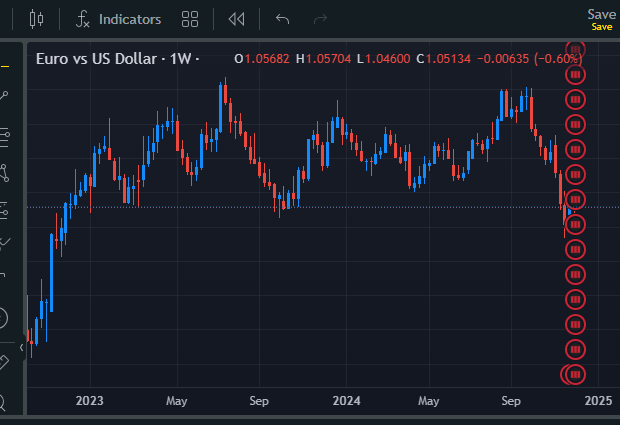 Indicators
Save
Save
Euro vs US Dollar · 1W · O1.05682 H1.05704 L1.04600 C1.05134 −0.00635 (−0.60%)
2023 May Sep 2024 May Sep 2025